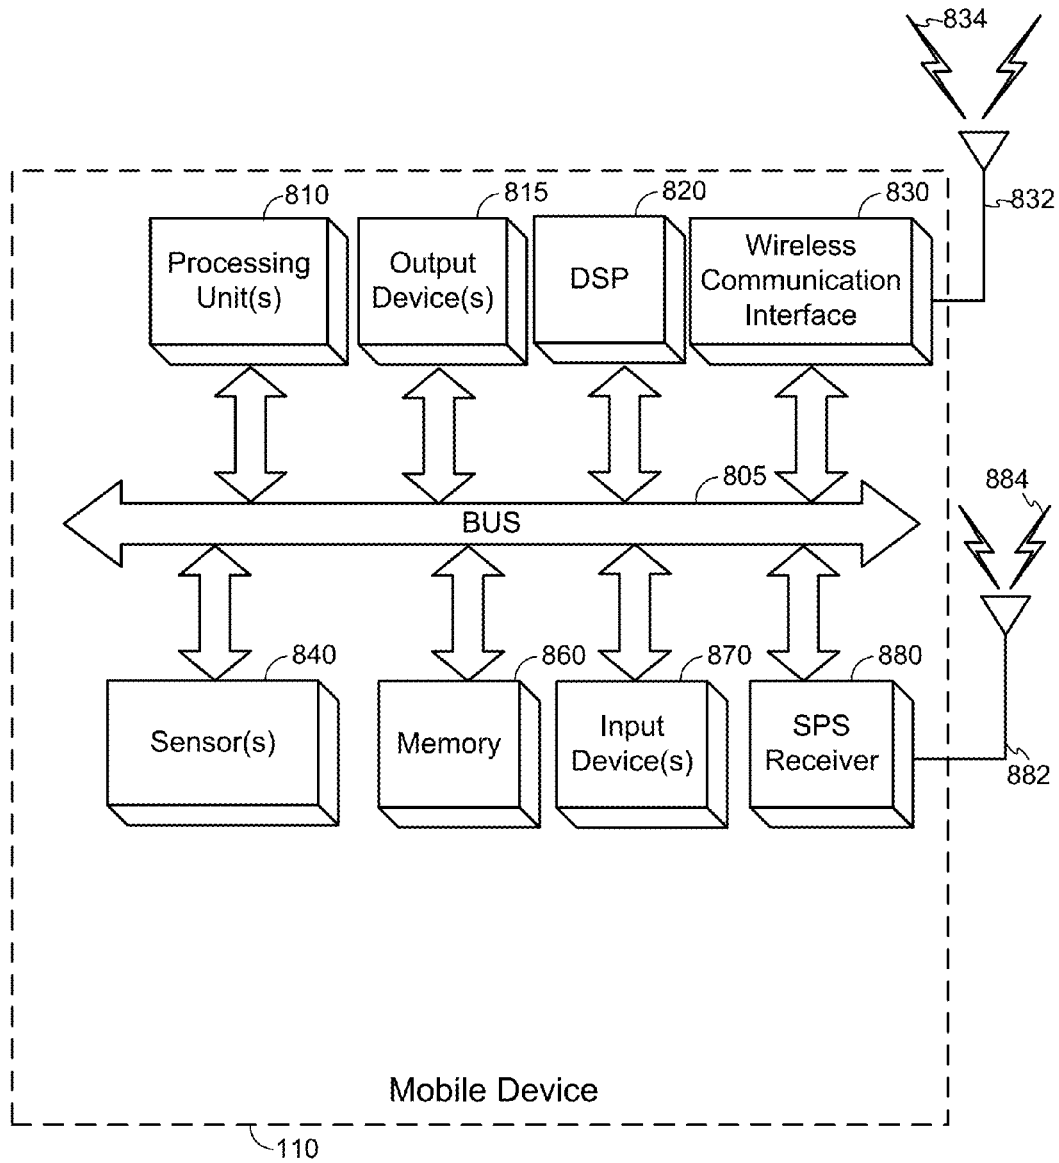 834
832
810
815
820
830
Processing
Unit(s)
Output
Device(s)
DSP
Wireless
Communication
Interface
805
BUS
884
840
860
870
880
Sensor(s)
Memory
Input
Device(s)
SPS
Receiver
882
Mobile Device
110